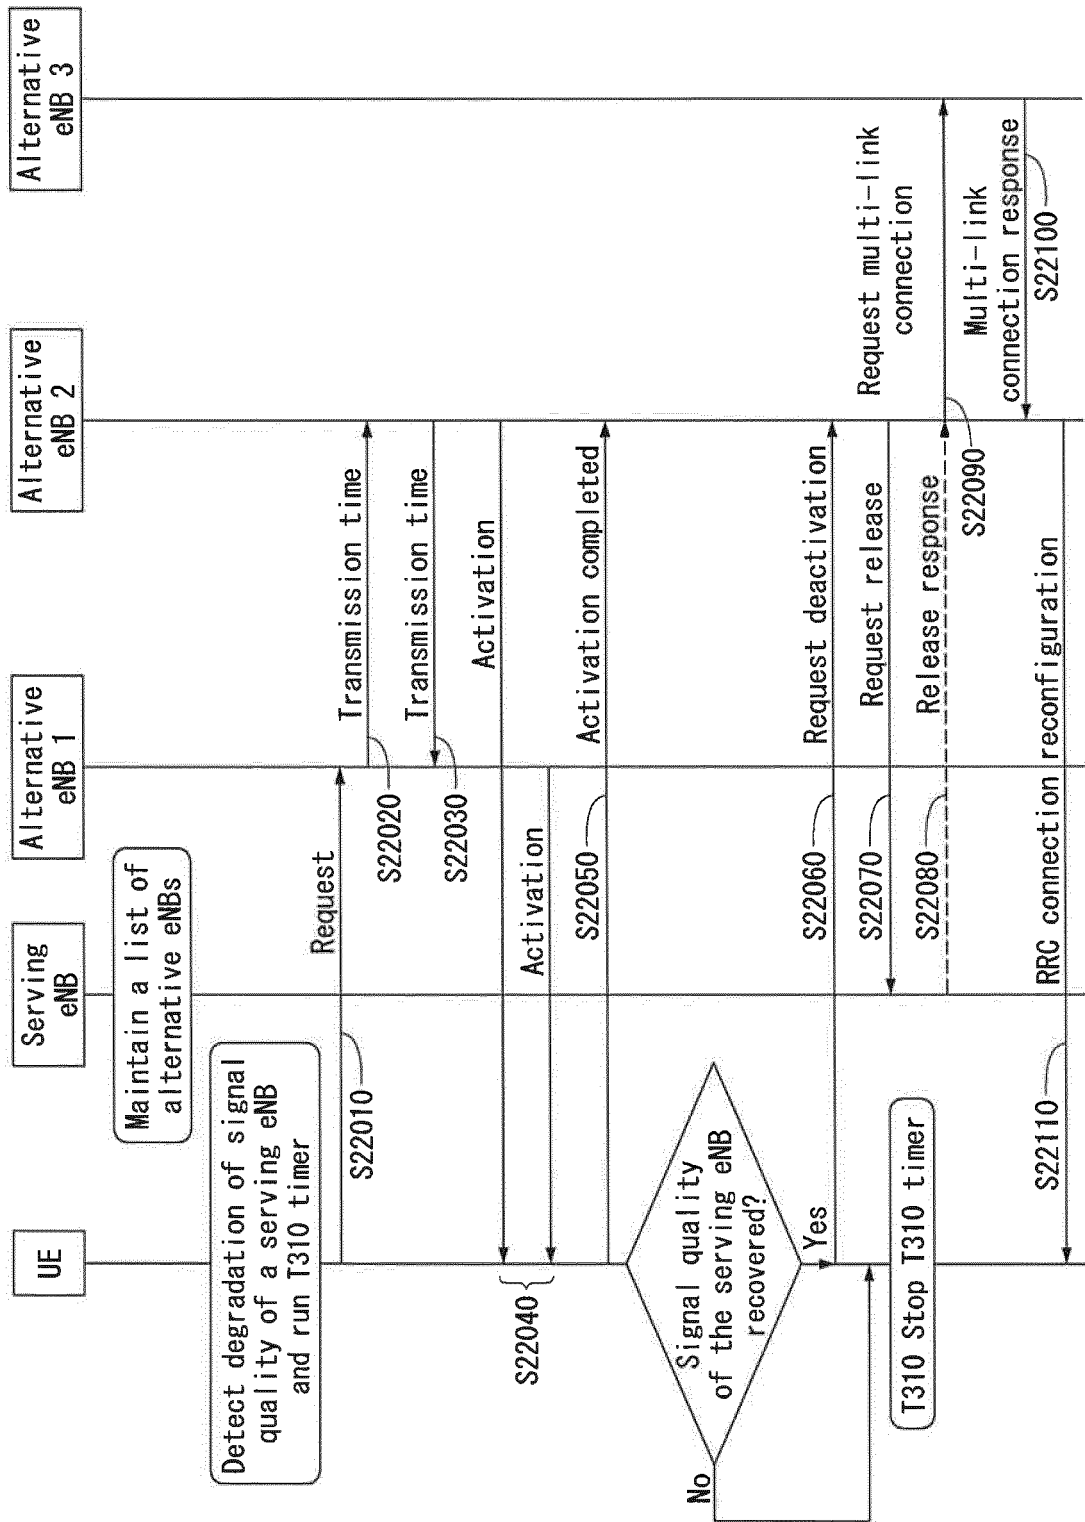 UE
Serving
eNB
Alternative
eNB 1
Alternative
eNB 2
Alternative
eNB 3
Maintain a list of
alternative eNBs
Detect degradation of signal
quality of a serving eNB
and run T310 timer
Request
S22010
Transmission time
S22020
Transmission time
S22030
Activation
Activation
S22040
Activation completed
S22050
Signal quality
of the serving eNB
recovered?
No
Yes
Request deactivation
S22060
Request release
S22070
T310 Stop T310 timer
Release response
S22080
Request multi-link
connection
S22090
Multi-link
connection response
S22100
RRC connection reconfiguration
S22110